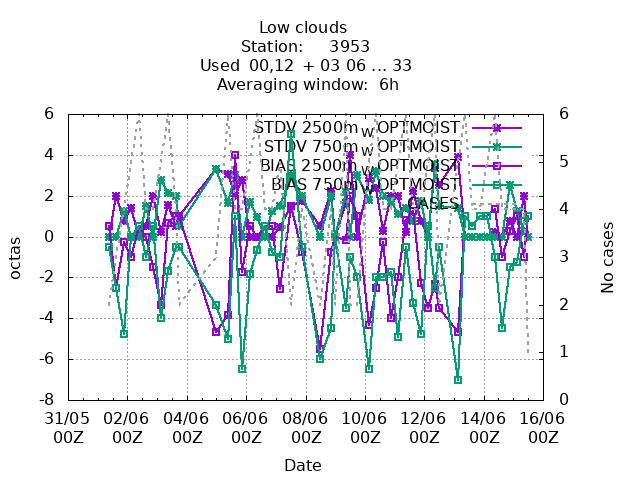 Low clouds
Station: 3953
Used 00,12 + 03 06 ... 33
Averaging window: 6h
6
4
2
0
-2
-4
-6
-8
octas
6
5
4
3
2
1
0
No cases
STDV 2500m_w_OPTMOIST
STDV 750m_w_OPTMOIST
BIAS 2500m_w_OPTMOIST
BIAS 750m_w_OPTMOIST
CASES
31/05 02/06 04/06 06/06 08/06 10/06 12/06 14/06 16/06
00Z 00Z 00Z 00Z 00Z 00Z 00Z 00Z 00Z
Date